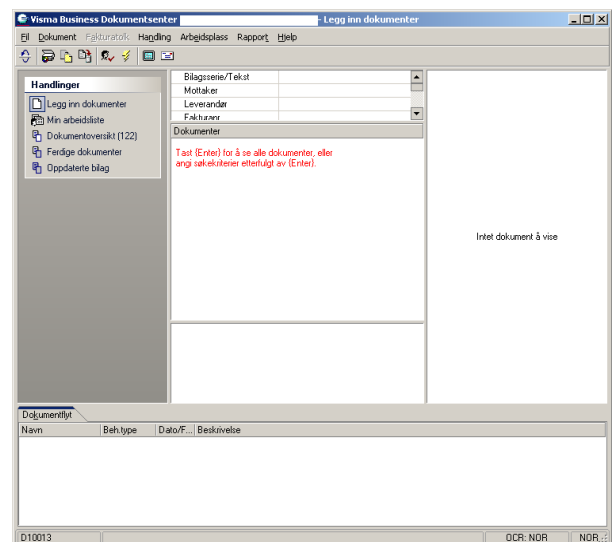 Visma Business Dokumentsenter - Legg inn dokumenter
Fil Dokument Fakturatolk Handling Arbeidsplass Rapport Hjelp
Handlinger
Legg inn dokumenter
Min arbeidsliste
Dokumentoversikt (122)
Ferdige dokumenter
Oppdaterte bilag
Bilagsserie/Tekst
Mottaker
Leverandør
Fakturanr
Dokumenter
Tast {Enter} for å se alle dokumenter, eller
angi søkekriterier etterfulgt av {Enter}.
Intet dokument å vise
Dokumentflyt
Navn Beh.type Dato/F... Beskrivelse
D10013 OCR: NOR NOR